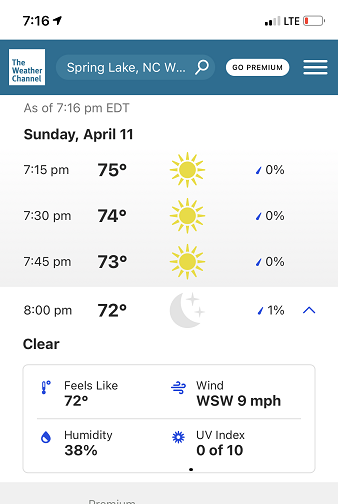 7:16 LTE
The
Weather
Channel
Spring Lake, NC W... GO PREMIUM
As of 7:16 pm EDT
Sunday, April 11
7:15 pm 75° 0%
7:30 pm 74° 0%
7:45 pm 73° 0%
8:00 pm 72° 1%
Clear
Feels Like Wind
72° WSW 9 mph
Humidity UV Index
38% 0 of 10
Premium